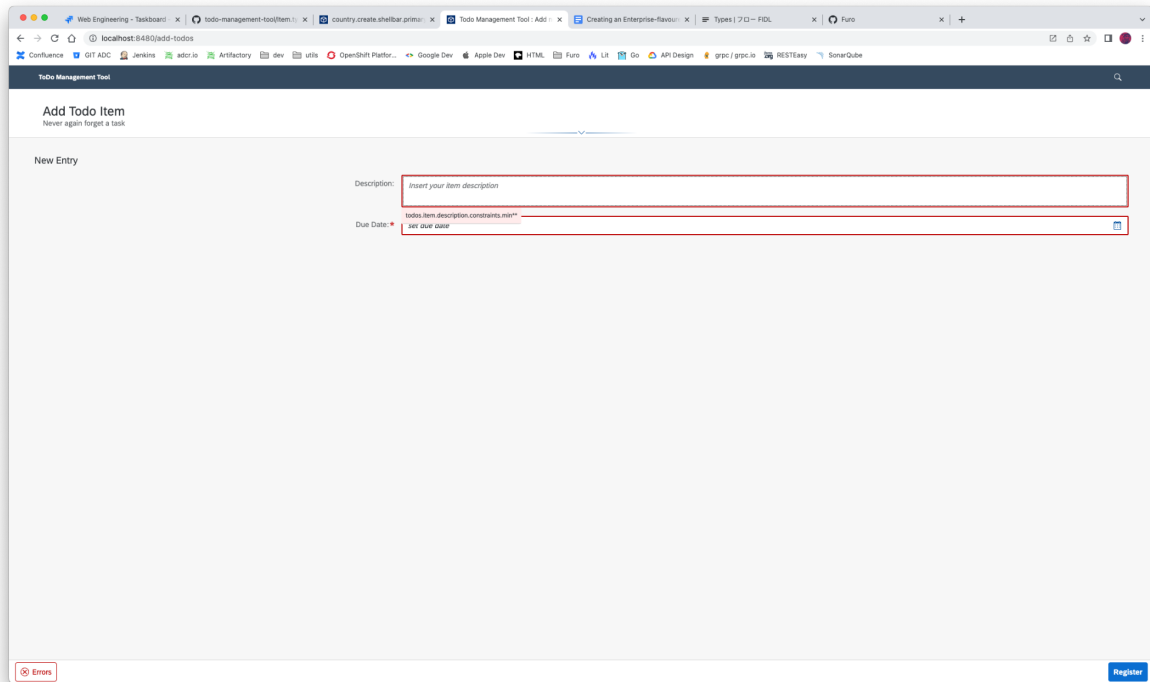 Web Engineering - Taskboard -
todo-management-tool/item.ty
country.create.shellbar.primar
Todo Management Tool : Add
Creating an Enterprise-flavour
Types | フロー FIDL
Furo
localhost:8480/add-todos
Confluence GIT ADC Jenkins adcr.io Artifactory dev utils OpenShift Platfor... Google Dev Apple Dev HTML Furo Lit Go API Design grpc / grpc.io RESTEasy SonarQube
ToDo Management Tool
Add Todo Item
Never again forget a task
New Entry
Description:
Insert your item description
todos.item.description.constraints.min**
Due Date:*
set due date
Errors
Register